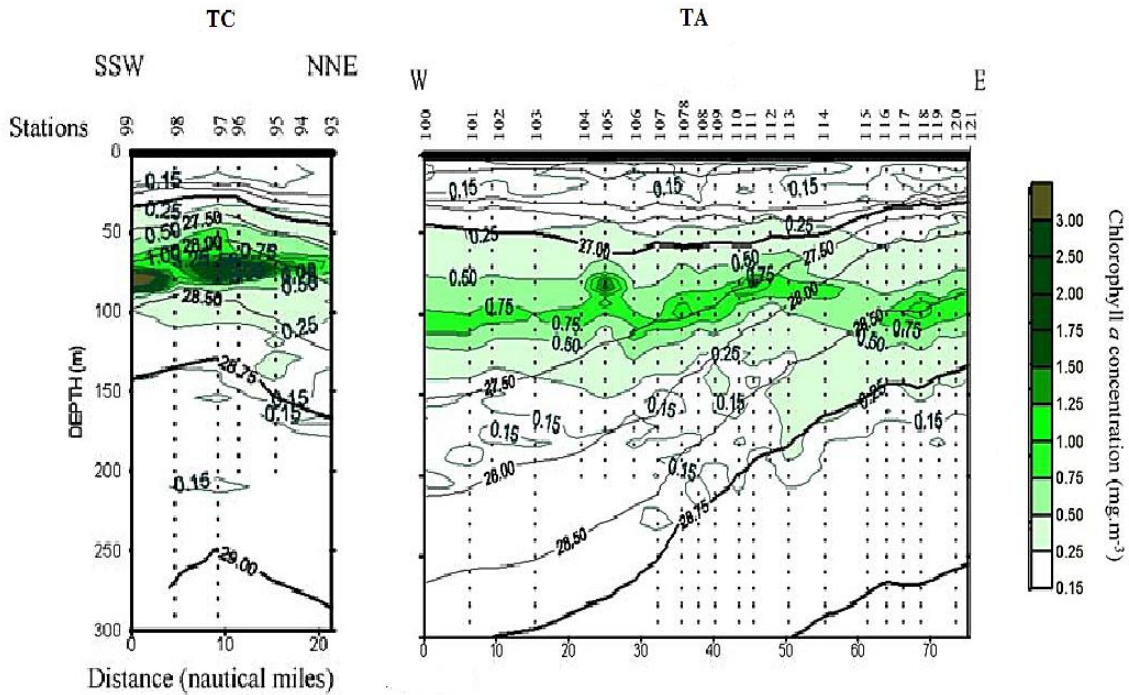 TC TA
SSW NNE W E
Stations 99 98 97 96 95 94 93 100 101 102 103 104 105 106 107 108 108 109 110 111 112 113 114 115 116 117 118 119 120 121
0 50 100 150 200 250 300
DEPTH (m)
0.15
0.25
27.50
0.50
28.00
1.00 0.75
0.50
28.50
0.25
28.75
0.15
0.15
0.15
29.00
0 10 20
Distance (nautical miles)
0.15 0.15 0.15
0.25
0.25 27.00 27.50
0.50 0.50 0.75
28.00
0.75 0.75 28.50 0.75
0.50 0.50
0.25
27.50 0.25
0.15 0.15 0.15 0.15
0.15
28.00 0.15
28.75
28.50
0 10 20 30 40 50 60 70
3.00
2.50
2.00
1.75
1.50
1.25
1.00
0.75
0.50
0.25
0.15
Chlorophyll a concentration (mg.m-3)